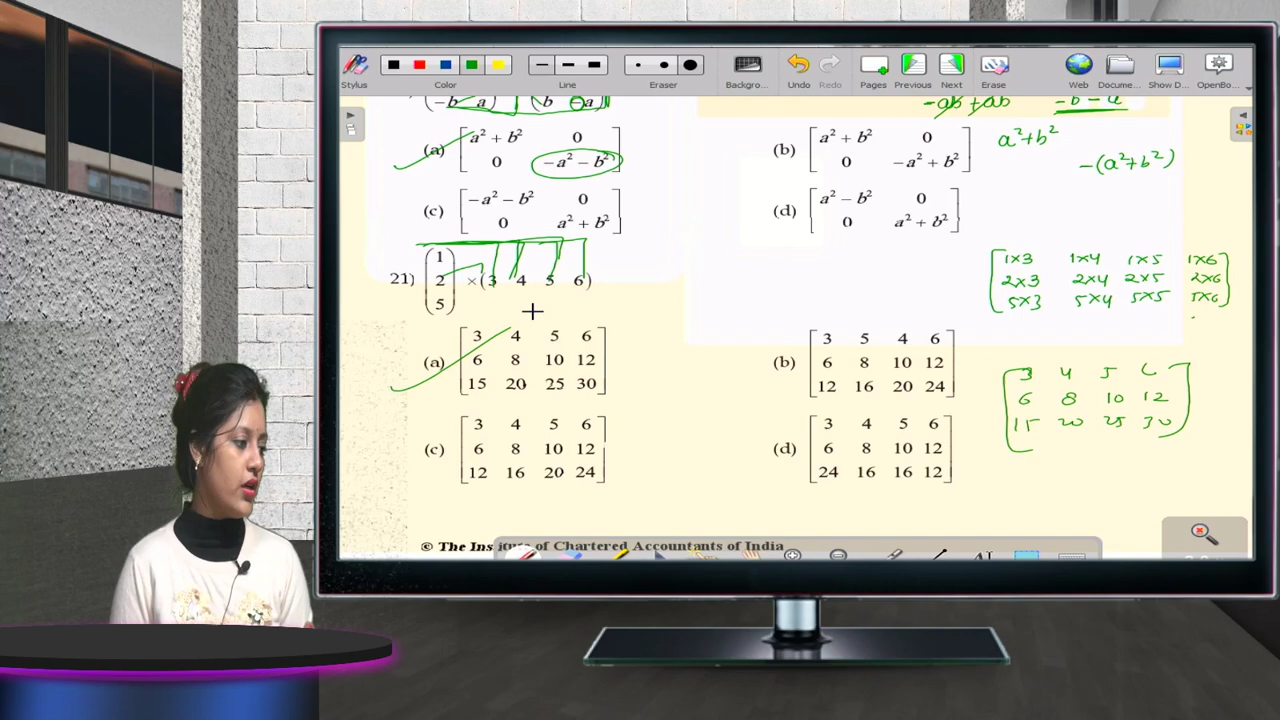 Stylus Color Line Eraser Backgro... Undo Redo Pages Previous Next Erase Web Docume... Show D... OpenBo...
(−b a) (b −a) −ab + ab −b − a
(a) [a² + b² 0
0 −a² − b²]
(b) [a² + b² 0
0 −a² + b²]
a²+b²
−(a²+b²)
(c) [−a² − b² 0
0 a² + b²]
(d) [a² − b² 0
0 a² + b²]
21) (1
2 ×(3 4 5 6)
5)
[1×3 1×4 1×5 1×6
2×3 2×4 2×5 2×6
5×3 5×4 5×5 5×6]
(a) [3 4 5 6
6 8 10 12
15 20 25 30]
(b) [3 5 4 6
6 8 10 12
12 16 20 24]
[3 4 5 6
6 8 10 12
15 20 25 30]
(c) [3 4 5 6
6 8 10 12
12 16 20 24]
(d) [3 4 5 6
6 8 10 12
24 16 16 12]
© The Institute of Chartered Accountants of India